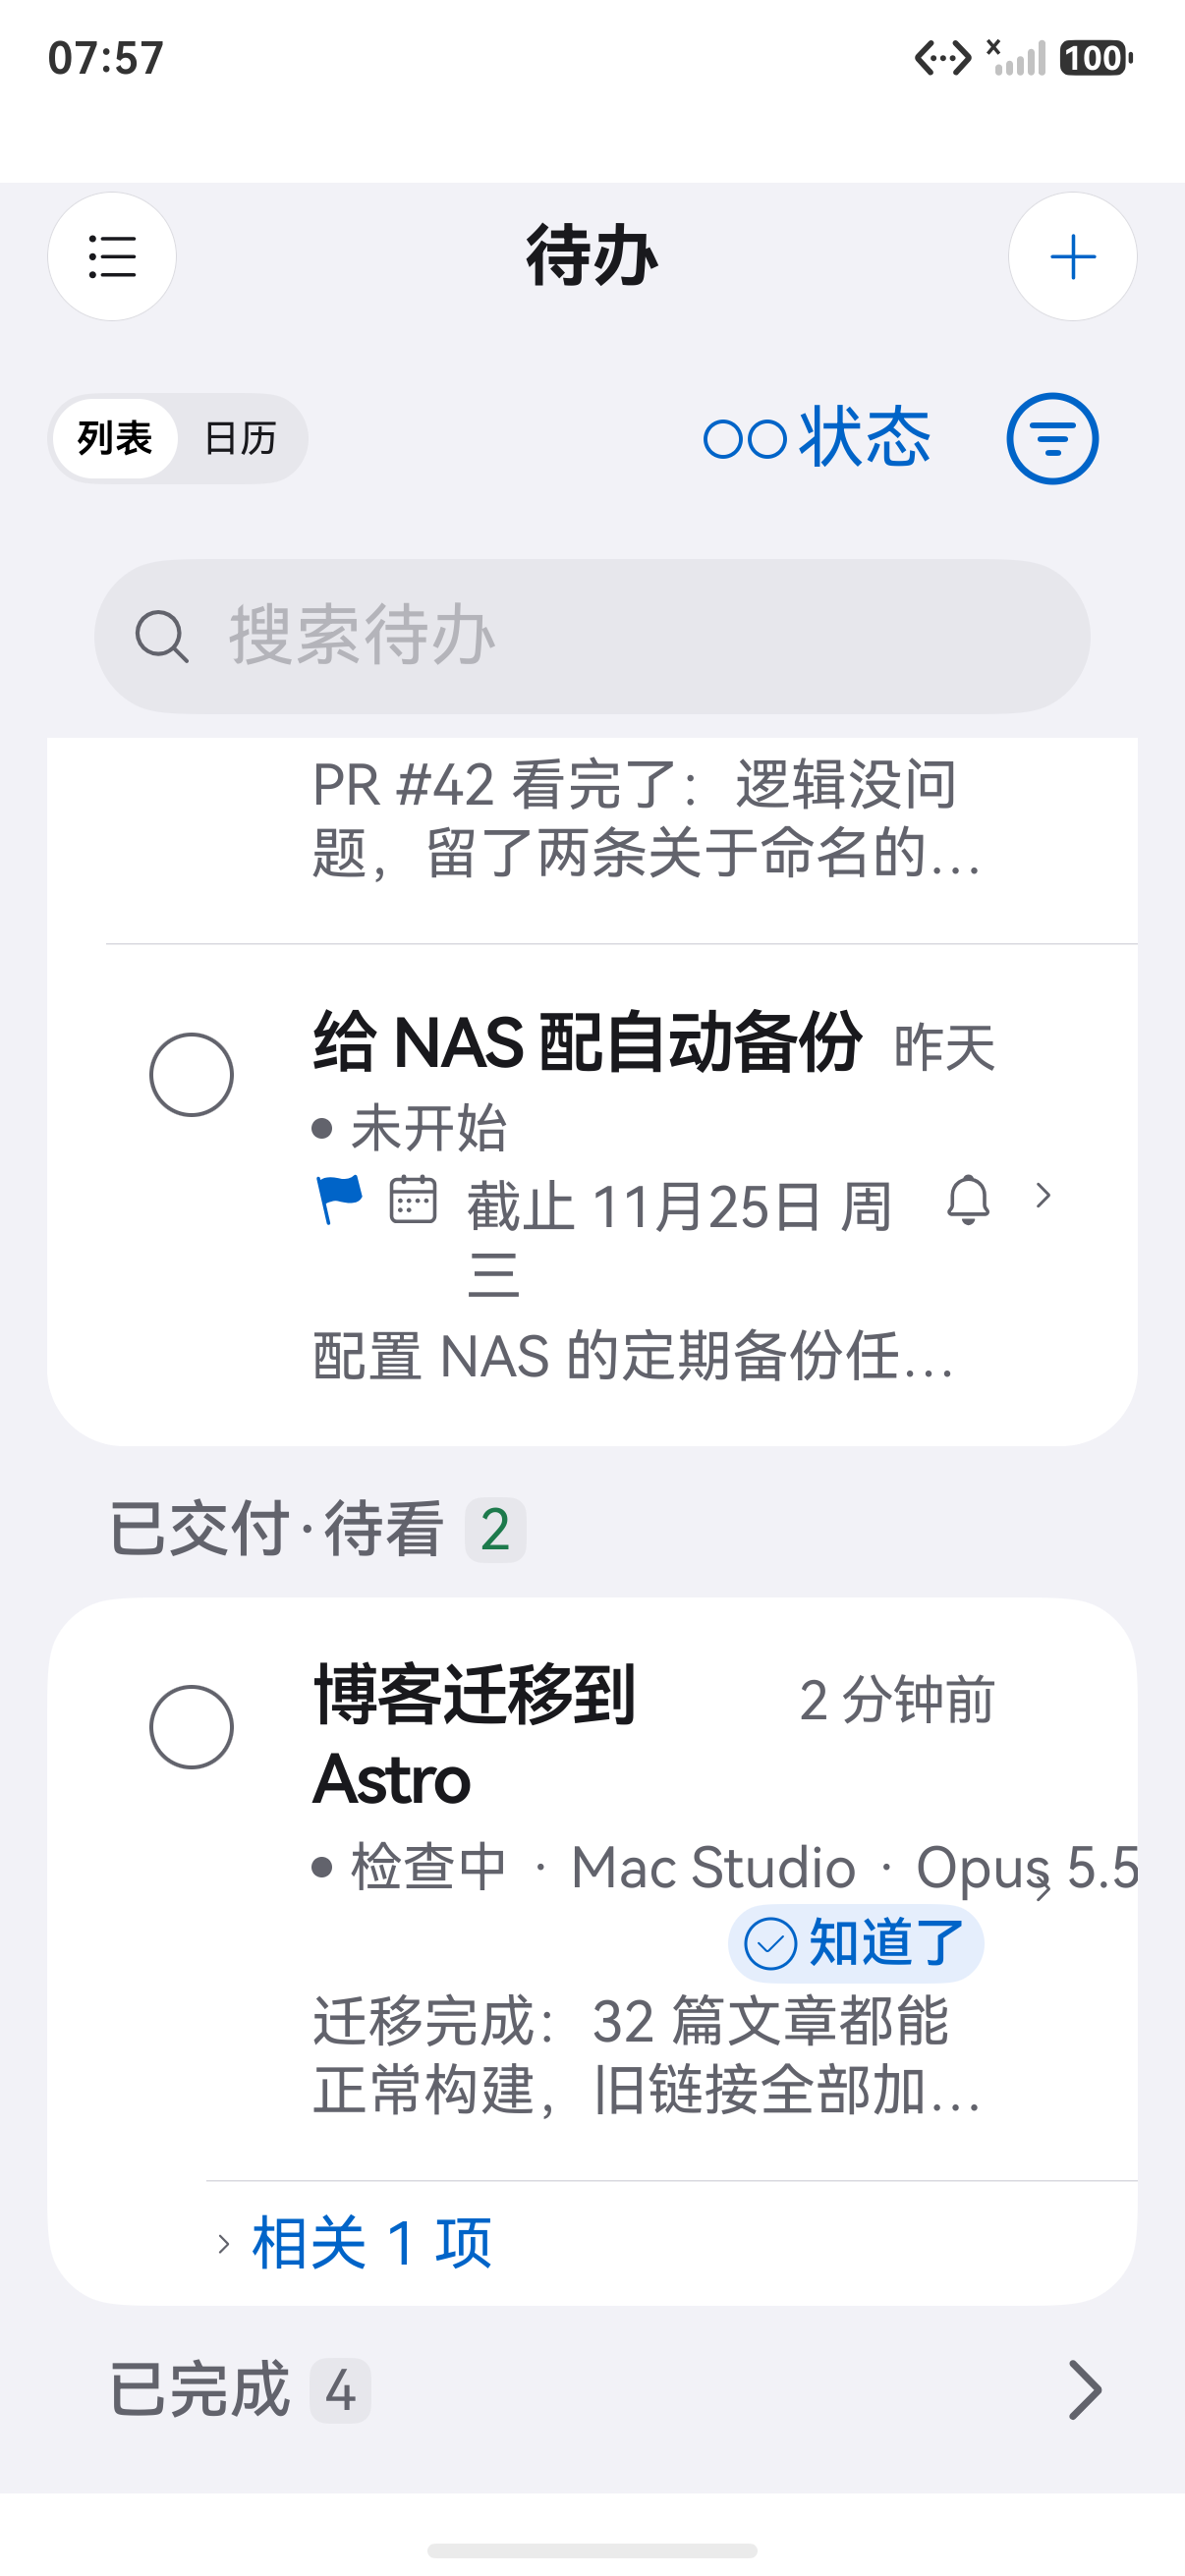 07:57
100
待办
列表 日历 状态
搜索待办
PR #42 看完了：逻辑没问
题，留了两条关于命名的…
给 NAS 配自动备份 昨天
未开始
截止 11月25日 周
三
配置 NAS 的定期备份任…
已交付·待看 2
博客迁移到 2 分钟前
Astro
检查中 · Mac Studio · Opus 5.5
知道了
迁移完成：32 篇文章都能
正常构建，旧链接全部加…
相关 1 项
已完成 4